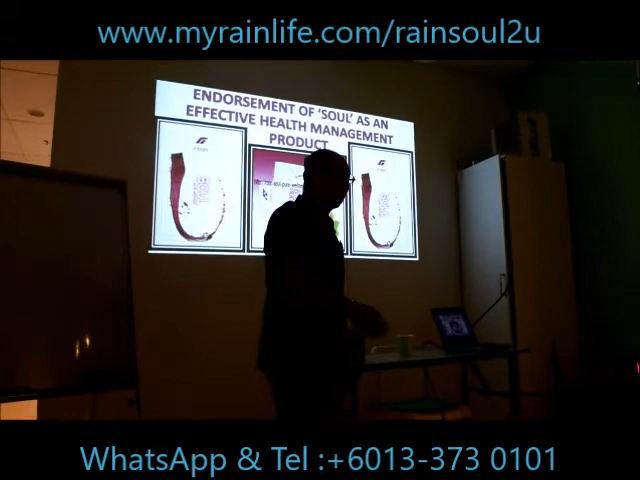 www.myrainlife.com/rainsoul2u
ENDORSEMENT OF 'SOUL' AS AN
EFFECTIVE HEALTH MANAGEMENT
PRODUCT
WhatsApp & Tel :+6013-373 0101